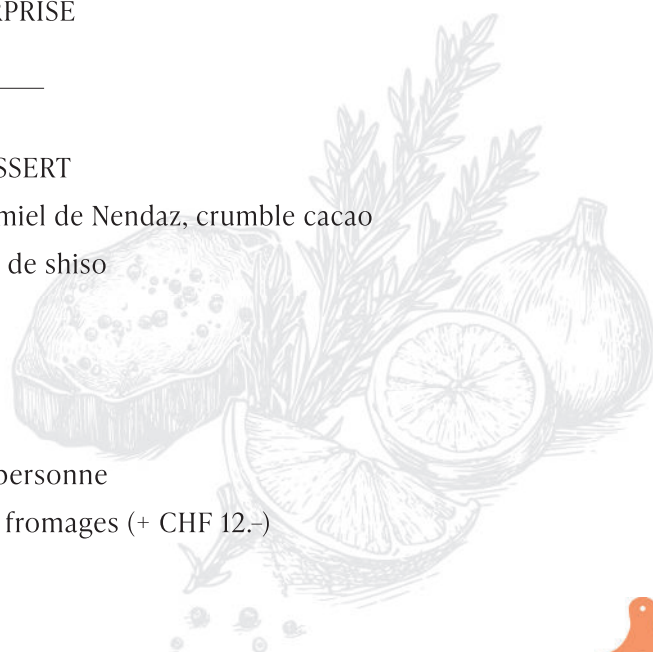 RPRISE
SSERT
miel de Nendaz, crumble cacao
de shiso
personne
fromages (+ CHF 12.–)